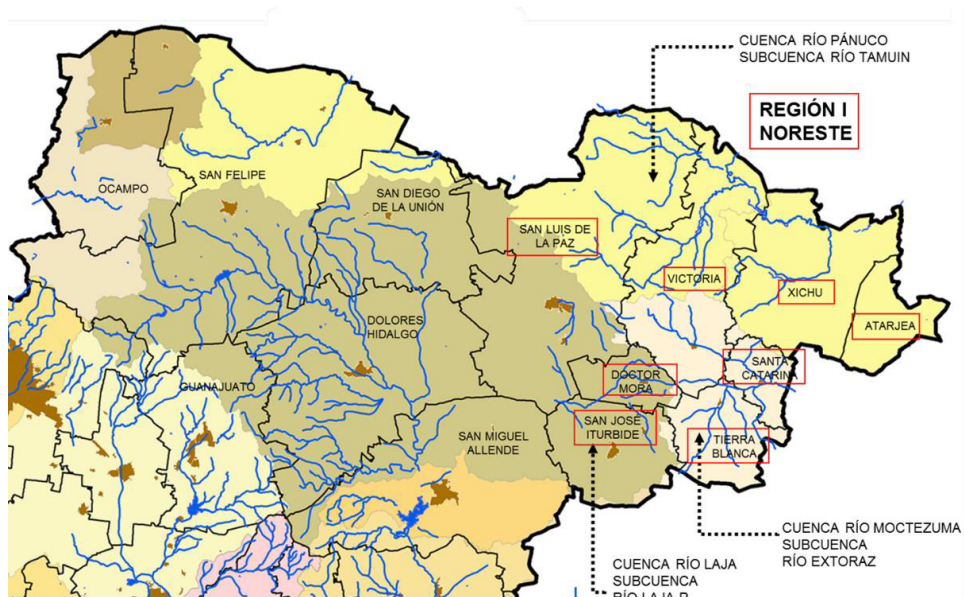 CUENCA RÍO PÁNUCO
SUBCUENCA RÍO TAMUIN
REGIÓN I
NORESTE
OCAMPO
SAN FELIPE
SAN DIEGO
DE LA UNIÓN
SAN LUIS DE
LA PAZ
VICTORIA
XICHU
ATARJEA
DOLORES
HIDALGO
GUANAJUATO
DOCTOR
MORA
SANTA
CATARINA
SAN JOSÉ
ITURBIDE
TIERRA
BLANCA
SAN MIGUEL
ALLENDE
CUENCA RÍO MOCTEZUMA
SUBCUENCA
RÍO EXTORAZ
CUENCA RÍO LAJA
SUBCUENCA
RÍO LAJA P